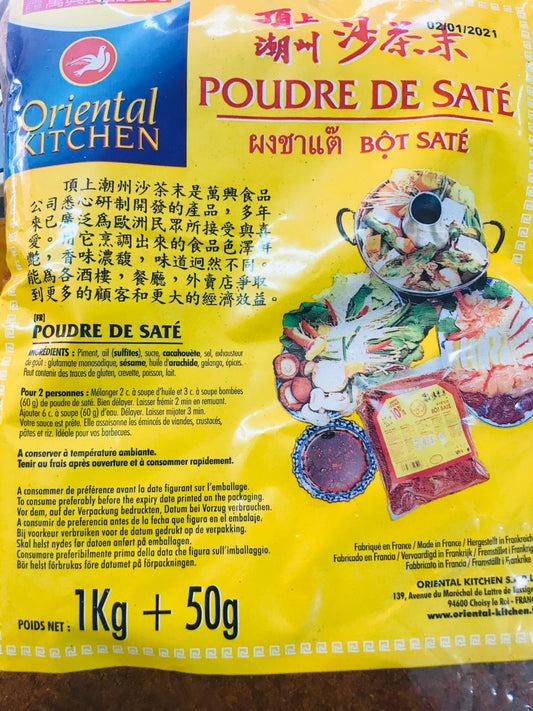 02/01/2021
頂上
潮州 沙茶末
Oriental
KITCHEN
POUDRE DE SATÉ
ผงชาแต๊ BỘT SATÉ
頂上潮州沙茶末是萬興食品
公司悉心研制開發的產品，多年
來已廣泛為歐洲民眾所接受與喜
愛。用它烹調出來的食品色澤鮮
艷，香味濃馥，味道迥然不同。
能為各酒樓，餐廳，外賣店爭取
到更多的顧客和更大的經濟效益。
[FR]
POUDRE DE SATÉ
INGRÉDIENTS : Piment, ail (sulfites), sucre, cacahouète, sel, exhausteur
de goût : glutamate monosodique, sésame, huile d'arachide, galanga, épices.
Peut contenir des traces de gluten, crevette, poisson, lait.
Pour 2 personnes : Mélanger 2 c. à soupe d'huile et 3 c. à soupe bombées
(60 g) de poudre de saté. Bien délayer. Laisser frémir 2 min en remuant.
Ajouter 6 c. à soupe (60 g) d'eau. Délayer. Laisser mijoter 3 min.
Votre sauce est prête. Elle assaisonne les émincés de viandes, crustacés,
pâtes et riz. Idéale pour vos barbecues.
A conserver à température ambiante.
Tenir au frais après ouverture et à consommer rapidement.
A consommer de préférence avant la date figurant sur l'emballage.
To consume preferably before the expiry date printed on the packaging.
Vor dem, auf der Verpackung bedruckten, Datum bei Vorzug verbrauchen.
A consumir de preferencia antes de la fecha que figura en el embalaje.
Bij voorkeur verbruiken voor de datum gedrukt op de verpakking.
Skal helst nydes før datoen anført på emballagen.
Consumare preferibilmente prima della data che figura sull'imballaggio.
Bör helst förbrukas före datumet på förpackningen.
BỘT SATÉ
500 g
Fabriqué en France / Made in France / Hergestellt in Frankreich
Fabricado en Francia / Vervaardigd in Frankrijk / Fremstillet i Frankrig
Fabbricato in Francia / Framställt i Frankrike
ORIENTAL KITCHEN
139, Avenue du Maréchal de Lattre de Tassigny
94600 Choisy le Roi - FRANCE
www.oriental-kitchen.
POIDS NET : 1Kg + 50g